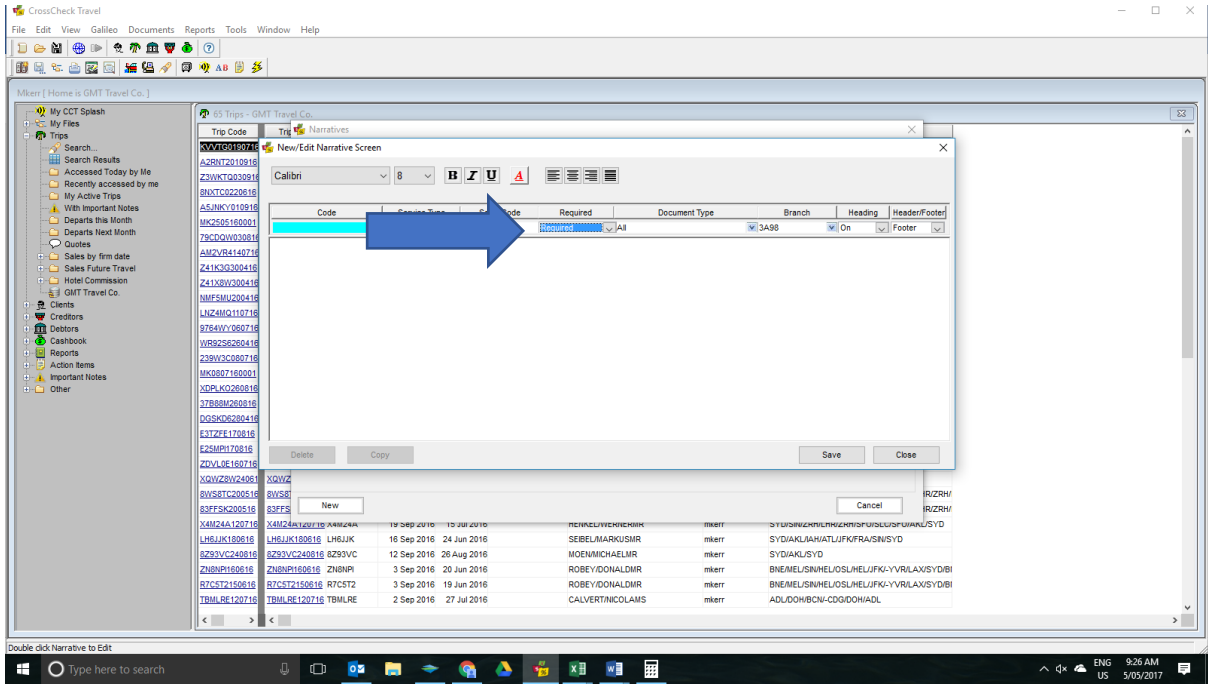 CrossCheck Travel
File Edit View Galileo Documents Reports Tools Window Help
AB
Mkerr [ Home is GMT Travel Co. ]
My CCT Splash
My Files
Trips
Search...
Search Results
Accessed Today by Me
Recently accessed by me
My Active Trips
With Important Notes
Departs this Month
Departs Next Month
Quotes
Sales by firm date
Sales Future Travel
Hotel Commission
GMT Travel Co.
Clients
Creditors
Debtors
Cashbook
Reports
Action Items
Important Notes
Other
65 Trips - GMT Travel Co.
Trip Code
Narratives
New/Edit Narrative Screen
Calibri 8 B I U A
Code Required Document Type Branch Heading Header/Footer
Required All 3A98 On Footer
KVVTG0190716
A2RNT2010916
Z3WKTQ030916
8NXTC0220616
A5JNKY010916
MK2505160001
79CDQW030816
AM2VR4140716
Z41K3G300416
Z41X8W300416
NMF5MU200416
LNZ4MQ110716
9764WY060716
WR92S6260416
239W3C080716
MK0807160001
XDPLKO260816
37B88M260816
DGSKD6280416
E3TZFE170816
E25MPI170816
ZDVL0E160716
Delete Copy Save Close
XQWZ8W24061 XQWZ
8WS8TC200516 8WS8T
83FFSK200516 83FFS
New Cancel
X4M24A120716 X4M24A120716 X4M24A 19 Sep 2016 15 Jul 2016 HENKEL/WERNERMR mkerr SYD/SIN/ZRH/LHR/ZRH/SFO/SLC/SFO/AKL/SYD
LH6JJK180616 LH6JJK180616 LH6JJK 16 Sep 2016 24 Jun 2016 SEIBEL/MARKUSMR mkerr SYD/AKL/IAH/ATL/JFK/FRA/SIN/SYD
8Z93VC240816 8Z93VC240816 8Z93VC 12 Sep 2016 26 Aug 2016 MOEN/MICHAELMR mkerr SYD/AKL/SYD
ZN8NPI160616 ZN8NPI160616 ZN8NPI 3 Sep 2016 20 Jun 2016 ROBEY/DONALDMR mkerr BNE/MEL/SIN/HEL/OSL/HEL/JFK/-YVR/LAX/SYD/BI
R7C5T2150616 R7C5T2150616 R7C5T2 3 Sep 2016 19 Jun 2016 ROBEY/DONALDMR mkerr BNE/MEL/SIN/HEL/OSL/HEL/JFK/-YVR/LAX/SYD/BI
TBMLRE120716 TBMLRE120716 TBMLRE 2 Sep 2016 27 Jul 2016 CALVERT/NICOLAMS mkerr ADL/DOH/BCN/-CDG/DOH/ADL
Double click Narrative to Edit
Type here to search
ENG 9:26 AM
US 5/05/2017